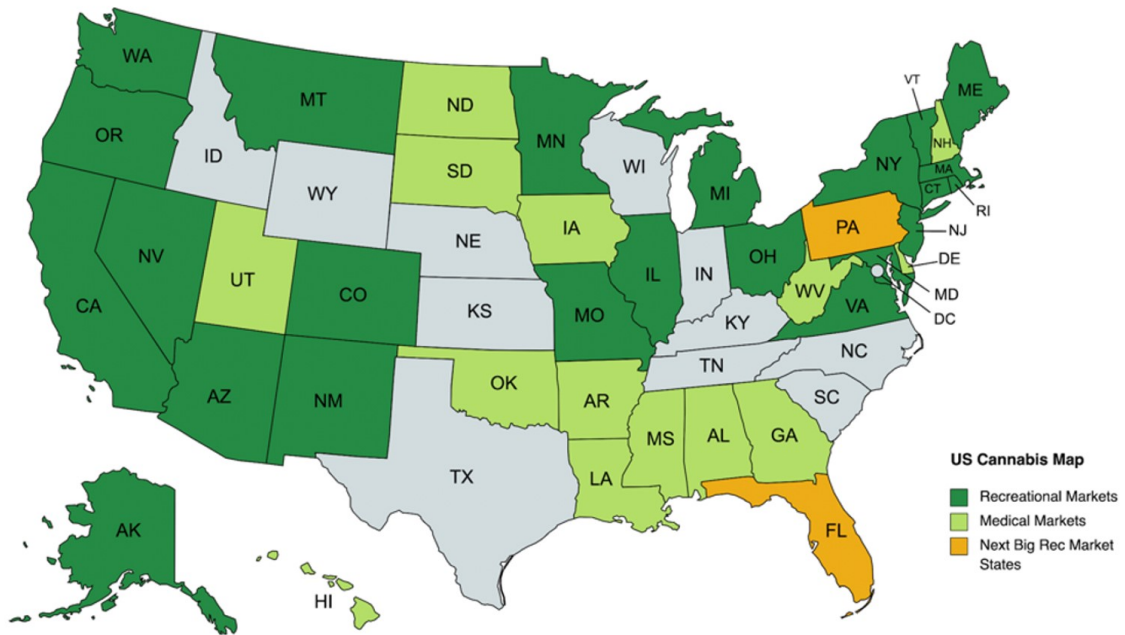 WA
MT
ND
MN
ME
VT
OR
ID
SD
WI
NY
NH
MA
WY
MI
CT
RI
IA
PA
NJ
NE
NV
UT
OH
DE
IL
IN
CO
WV
MD
CA
KS
MO
VA
DC
KY
NC
TN
OK
AZ
NM
AR
SC
MS
AL
GA
US Cannabis Map
TX
LA
Recreational Markets
Medical Markets
AK
FL
Next Big Rec Market
States
HI